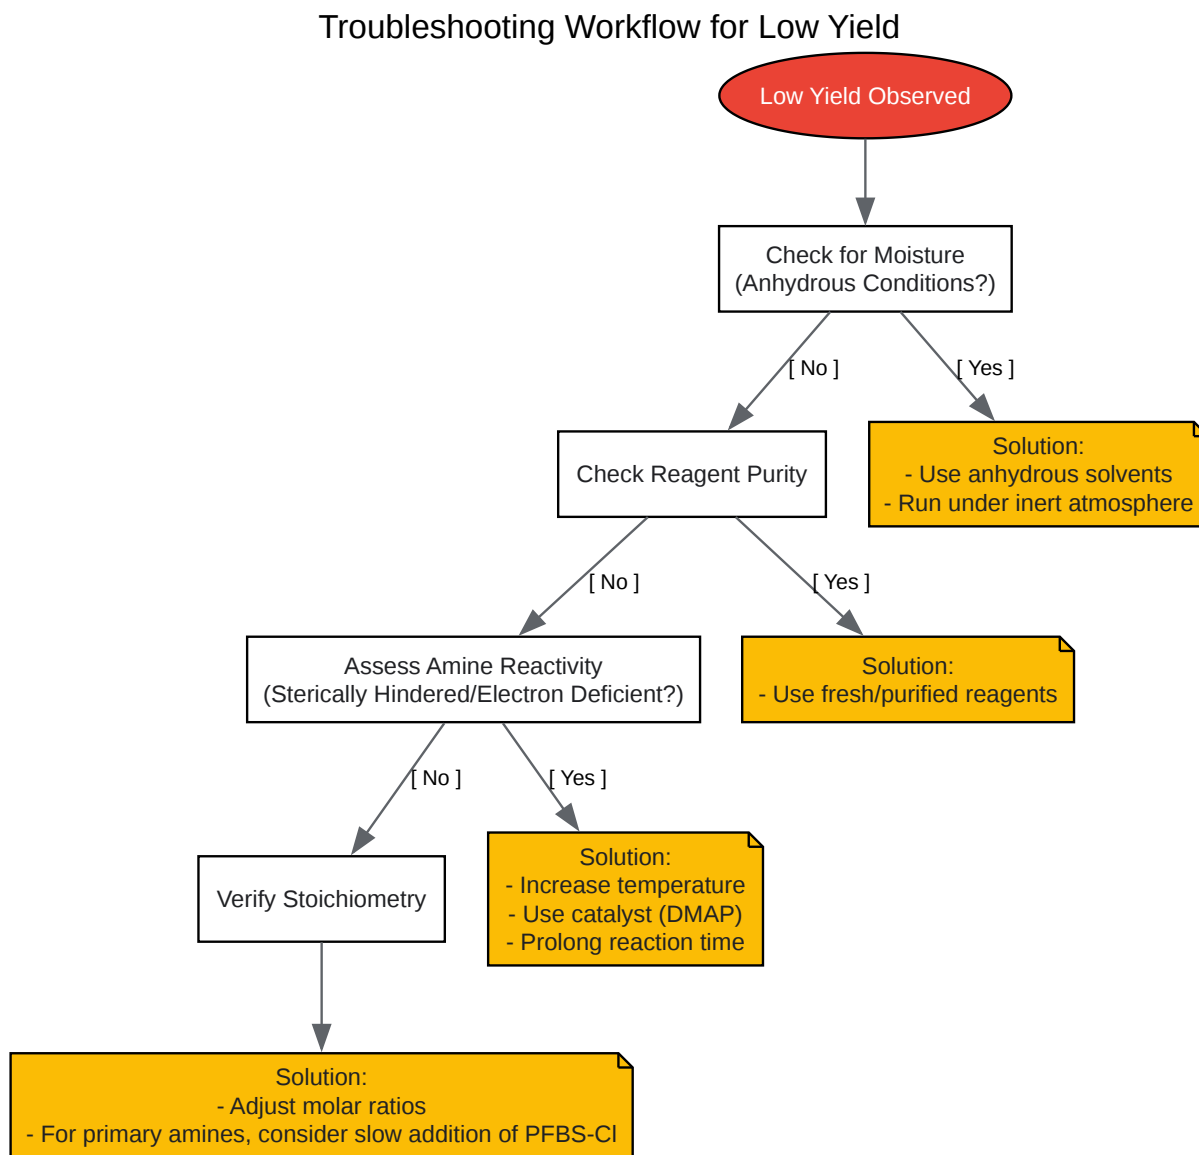 Troubleshooting Workflow for Low Yield
Low Yield Observed
Check for Moisture
(Anhydrous Conditions?)
[ No ]
[ Yes ]
Check Reagent Purity
Solution:
- Use anhydrous solvents
- Run under inert atmosphere
[ No ]
[ Yes ]
Assess Amine Reactivity
(Sterically Hindered/Electron Deficient?)
Solution:
- Use fresh/purified reagents
[ No ]
[ Yes ]
Verify Stoichiometry
Solution:
- Increase temperature
- Use catalyst (DMAP)
- Prolong reaction time
Solution:
- Adjust molar ratios
- For primary amines, consider slow addition of PFBS-Cl